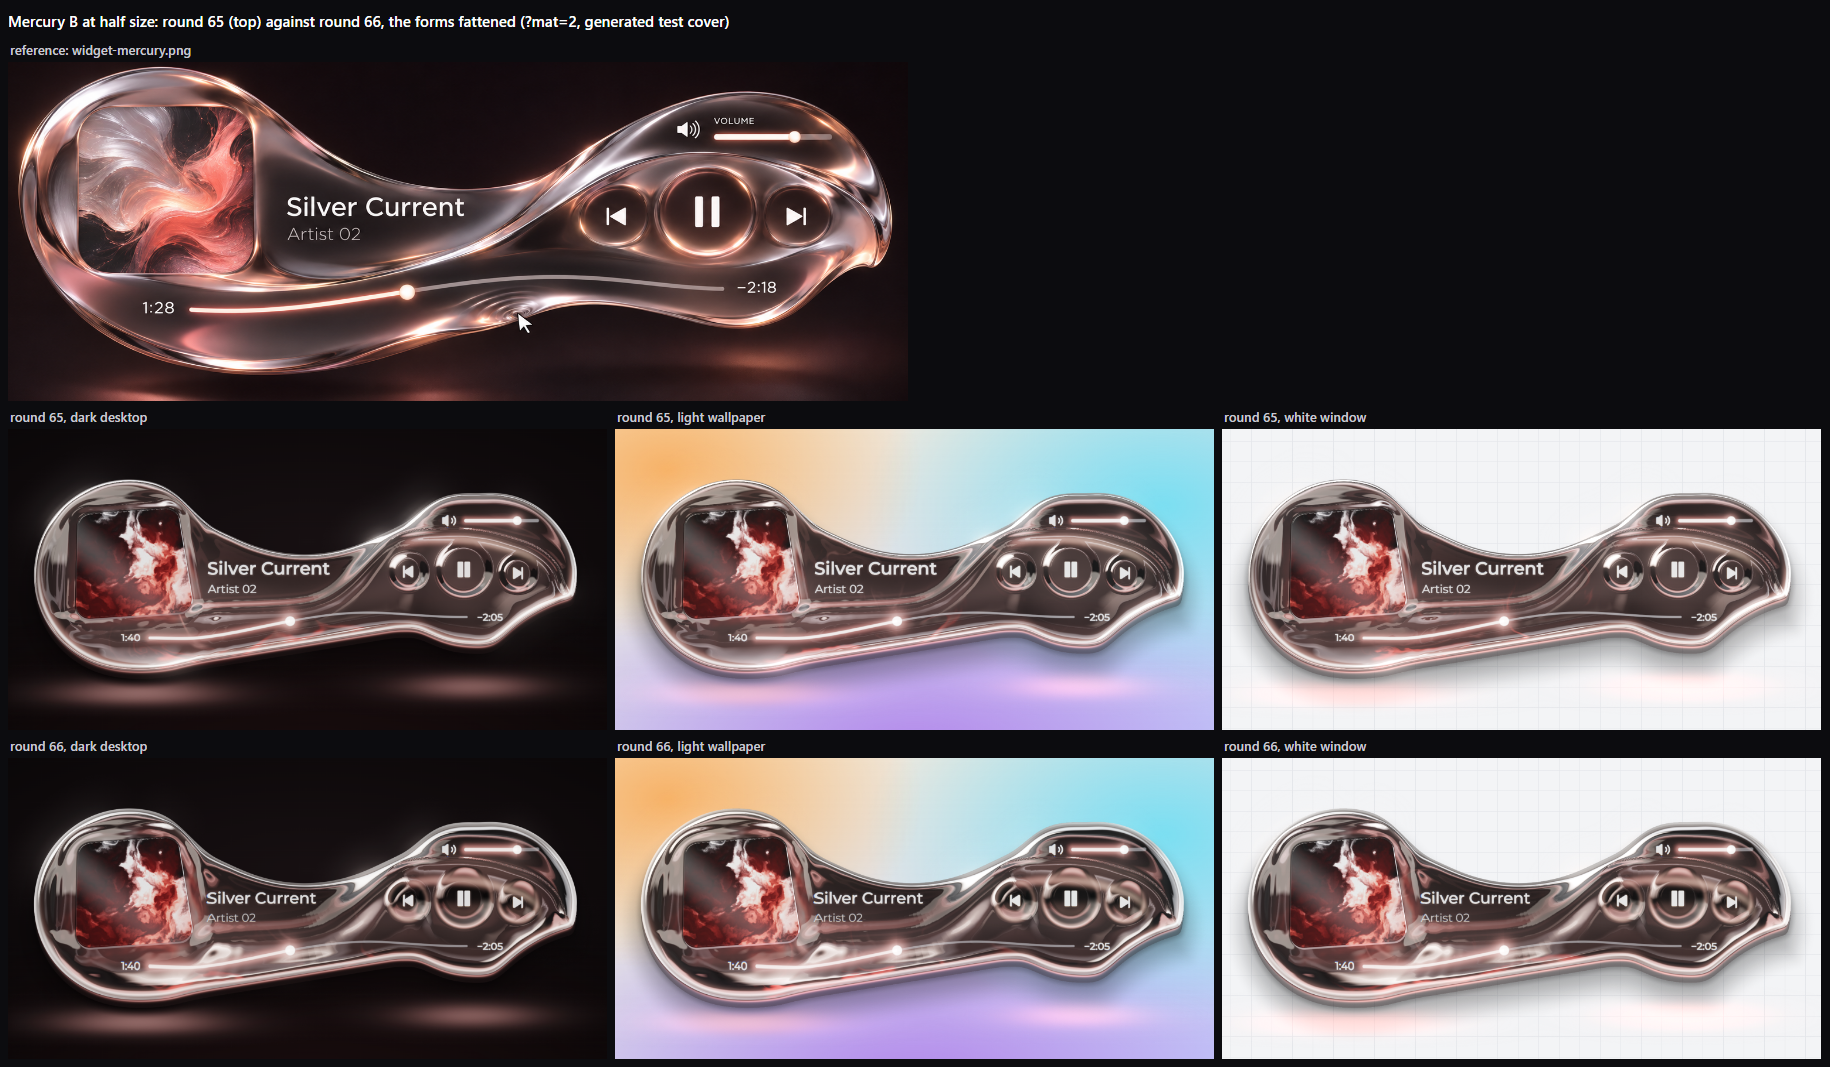 Mercury B at half size: round 65 (top) against round 66, the forms fattened (?mat=2, generated test cover)
reference: widget-mercury.png
VOLUME
Silver Current
Artist 02
1:28
−2:18
round 65, dark desktop
round 65, light wallpaper
round 65, white window
Silver Current
Artist 02
1:40
−2:05
Silver Current
Artist 02
1:40
−2:05
Silver Current
Artist 02
1:40
−2:05
round 66, dark desktop
round 66, light wallpaper
round 66, white window
Silver Current
Artist 02
1:40
−2:05
Silver Current
Artist 02
1:40
−2:05
Silver Current
Artist 02
1:40
−2:05